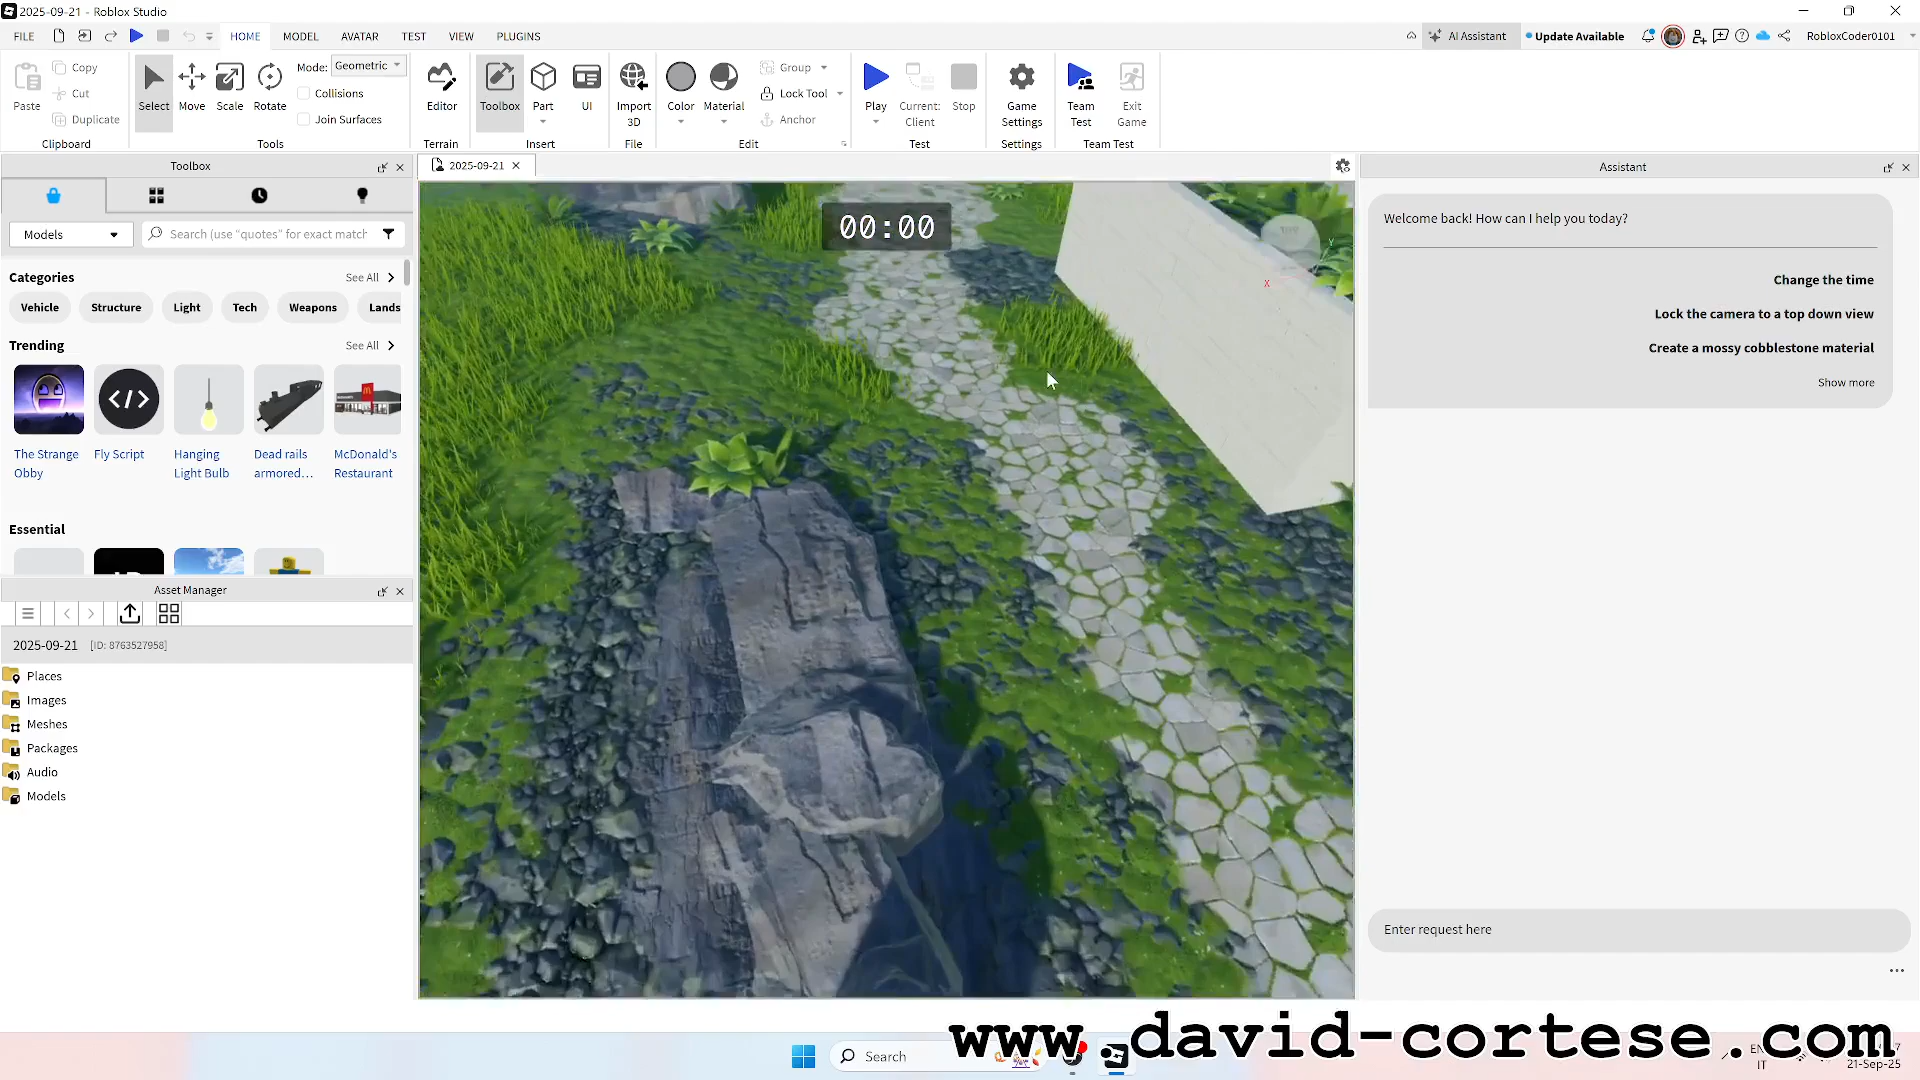 2025-09-21 - Roblox Studio
FILE
HOME
MODEL
AVATAR
TEST
VIEW
PLUGINS
AI Assistant
Update Available
RobloxCoder0101
Paste
Copy
Cut
Duplicate
Clipboard
Select
Move
Scale
Rotate
Mode:
Geometric
Collisions
Join Surfaces
Tools
Editor
Terrain
Toolbox
Part
UI
Insert
Import
3D
File
Color
Material
Group
Lock Tool
Anchor
Edit
Play
Current:
Client
Stop
Test
Game
Settings
Settings
Team
Test
Exit
Game
Team Test
Toolbox
2025-09-21
Assistant
Models
Search (use "quotes" for exact match
Categories
See All
Vehicle
Structure
Light
Tech
Weapons
Lands
Trending
See All
The Strange
Obby
Fly Script
Hanging
Light Bulb
Dead rails
armored...
McDonald's
Restaurant
Essential
Asset Manager
2025-09-21
[ID: 8763527958]
Places
Images
Meshes
Packages
Audio
Models
00:00
Y
X
Welcome back! How can I help you today?
Change the time
Lock the camera to a top down view
Create a mossy cobblestone material
Show more
Enter request here
...
www.david-cortese.com
Search
IT
21-Sep-25